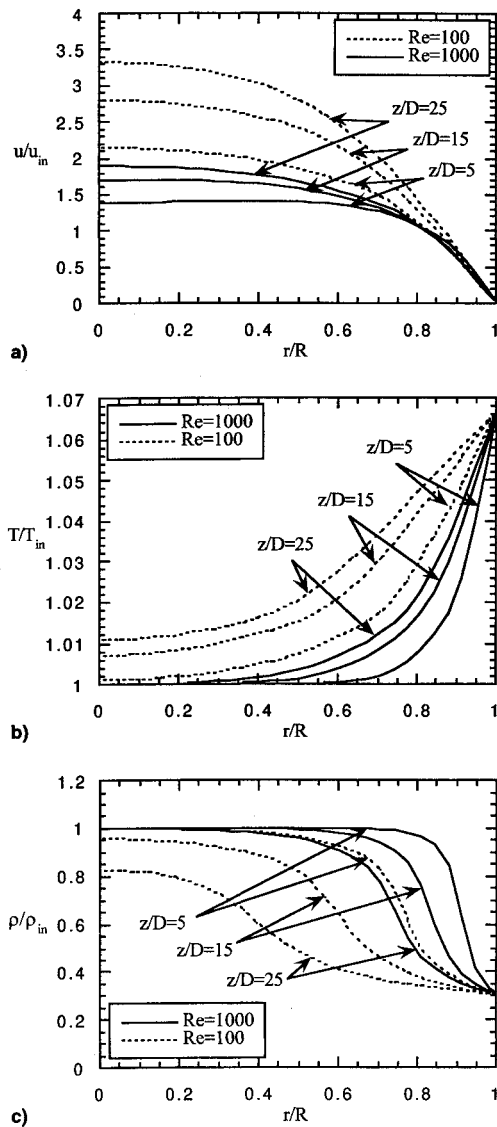 4
3.5
3
2.5
2
1.5
1
0.5
0
u/u_in
Re=100
Re=1000
z/D=25
z/D=15
z/D=5
0 0.2 0.4 0.6 0.8 1
r/R
a)
1.07
1.06
1.05
1.04
1.03
1.02
1.01
1
T/T_in
Re=1000
Re=100
z/D=5
z/D=15
z/D=25
0 0.2 0.4 0.6 0.8 1
r/R
b)
1.2
1
0.8
0.6
0.4
0.2
0
ρ/ρ_in
z/D=5
z/D=15
z/D=25
Re=1000
Re=100
0 0.2 0.4 0.6 0.8 1
r/R
c)